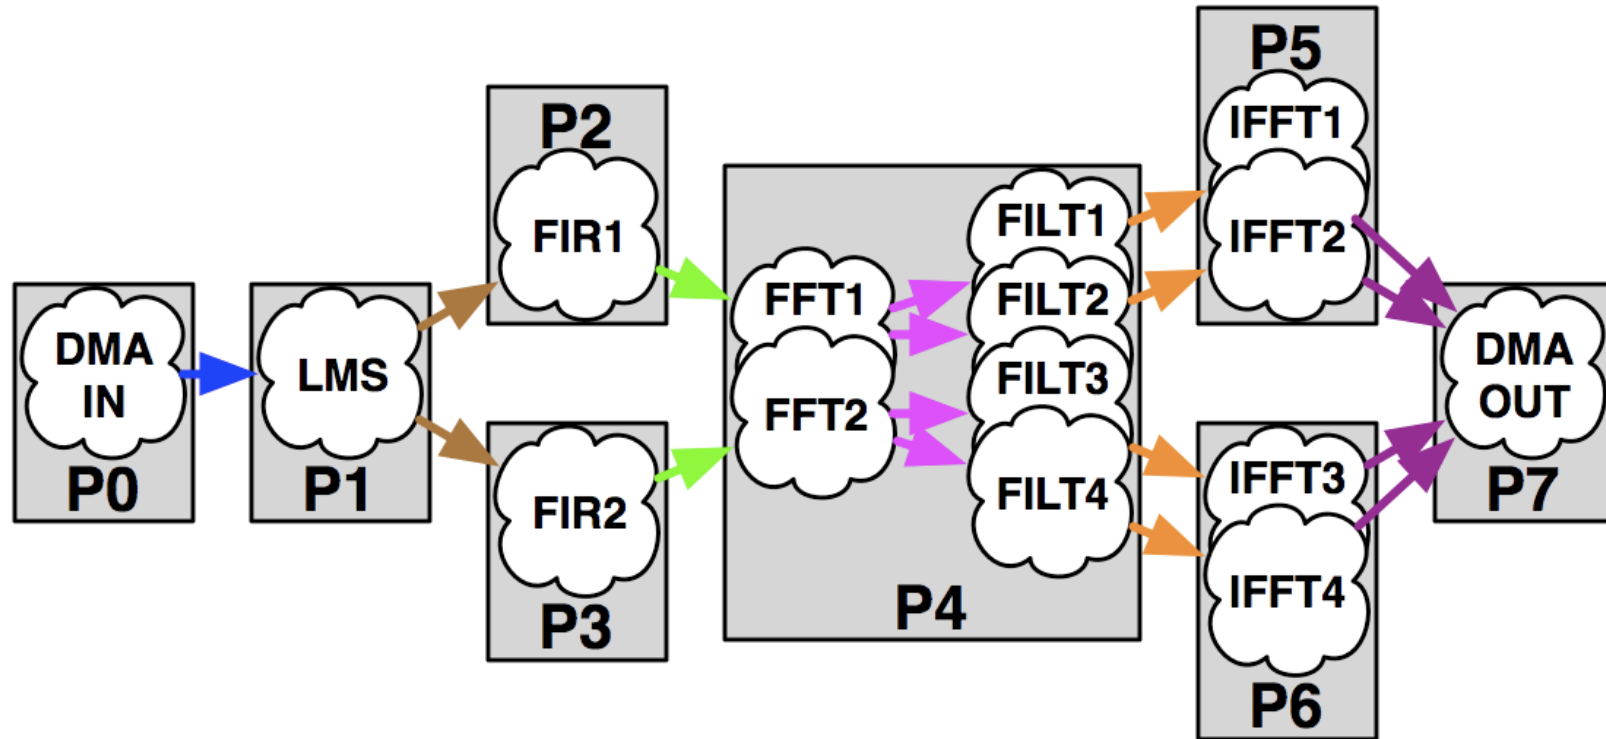 DMA
IN
P0
LMS
P1
P2
FIR1
FIR2
P3
FFT1
FFT2
FILT1
FILT2
FILT3
FILT4
P4
P5
IFFT1
IFFT2
IFFT3
IFFT4
P6
DMA
OUT
P7